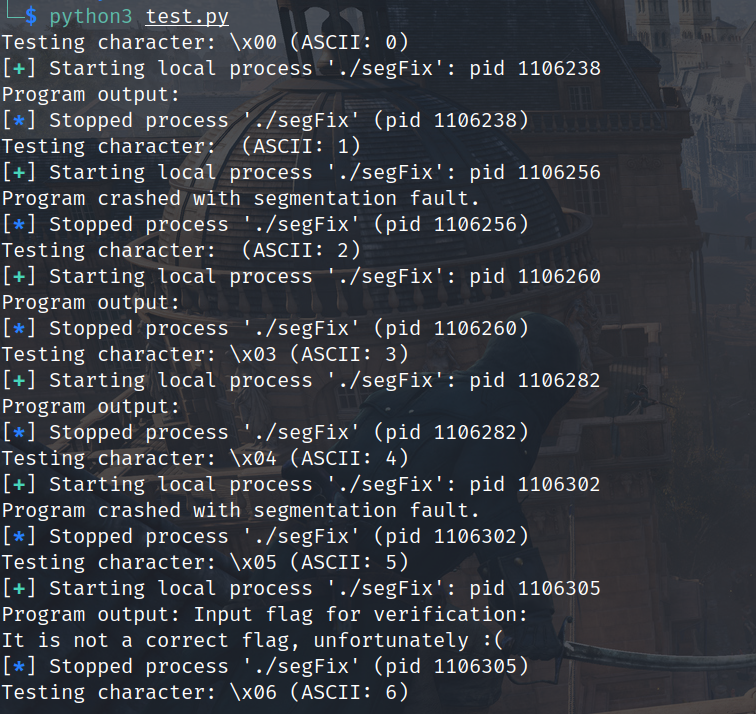 └─$ python3 test.py
Testing character: \x00 (ASCII: 0)
[+] Starting local process './segFix': pid 1106238
Program output:
[*] Stopped process './segFix' (pid 1106238)
Testing character:  (ASCII: 1)
[+] Starting local process './segFix': pid 1106256
Program crashed with segmentation fault.
[*] Stopped process './segFix' (pid 1106256)
Testing character:  (ASCII: 2)
[+] Starting local process './segFix': pid 1106260
Program output:
[*] Stopped process './segFix' (pid 1106260)
Testing character: \x03 (ASCII: 3)
[+] Starting local process './segFix': pid 1106282
Program output:
[*] Stopped process './segFix' (pid 1106282)
Testing character: \x04 (ASCII: 4)
[+] Starting local process './segFix': pid 1106302
Program crashed with segmentation fault.
[*] Stopped process './segFix' (pid 1106302)
Testing character: \x05 (ASCII: 5)
[+] Starting local process './segFix': pid 1106305
Program output: Input flag for verification:
It is not a correct flag, unfortunately :(
[*] Stopped process './segFix' (pid 1106305)
Testing character: \x06 (ASCII: 6)